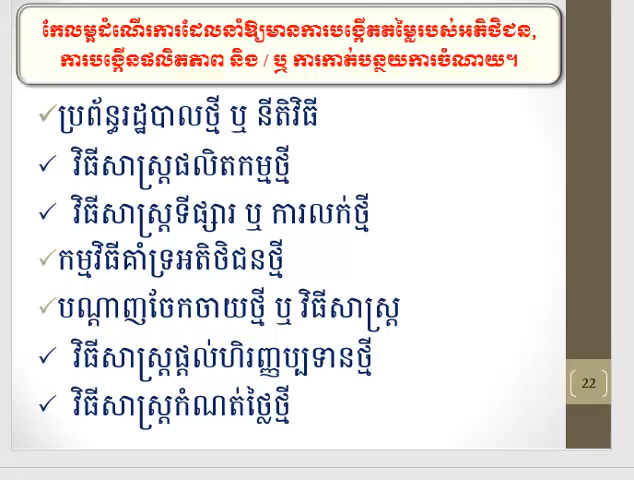 កែលម្អដំណើរការដែលនាំឱ្យមានការបង្កើតតម្លៃរបស់អតិថិជន,
ការបង្កើនផលិតភាព និង / ឬ ការកាត់បន្ថយការចំណាយ។
✓ប្រព័ន្ធរដ្ឋបាលថ្មី ឬ នីតិវិធី
✓ វិធីសាស្ត្រផលិតកម្មថ្មី
✓ វិធីសាស្ត្រទីផ្សារ ឬ ការលក់ថ្មី
✓កម្មវិធីគាំទ្រអតិថិជនថ្មី
✓បណ្តាញចែកចាយថ្មី ឬ វិធីសាស្ត្រ
✓ វិធីសាស្ត្រផ្តល់ហិរញ្ញប្បទានថ្មី
✓ វិធីសាស្ត្រកំណត់ថ្លៃថ្មី
22